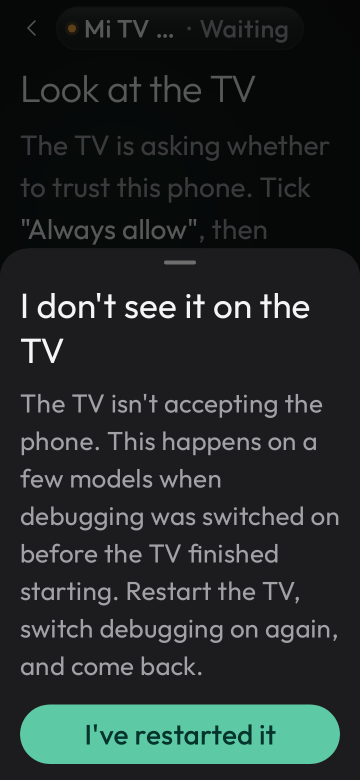 Mi TV ... · Waiting
Look at the TV
The TV is asking whether
to trust this phone. Tick
"Always allow", then
I don't see it on the
TV
The TV isn't accepting the
phone. This happens on a
few models when
debugging was switched on
before the TV finished
starting. Restart the TV,
switch debugging on again,
and come back.
I've restarted it